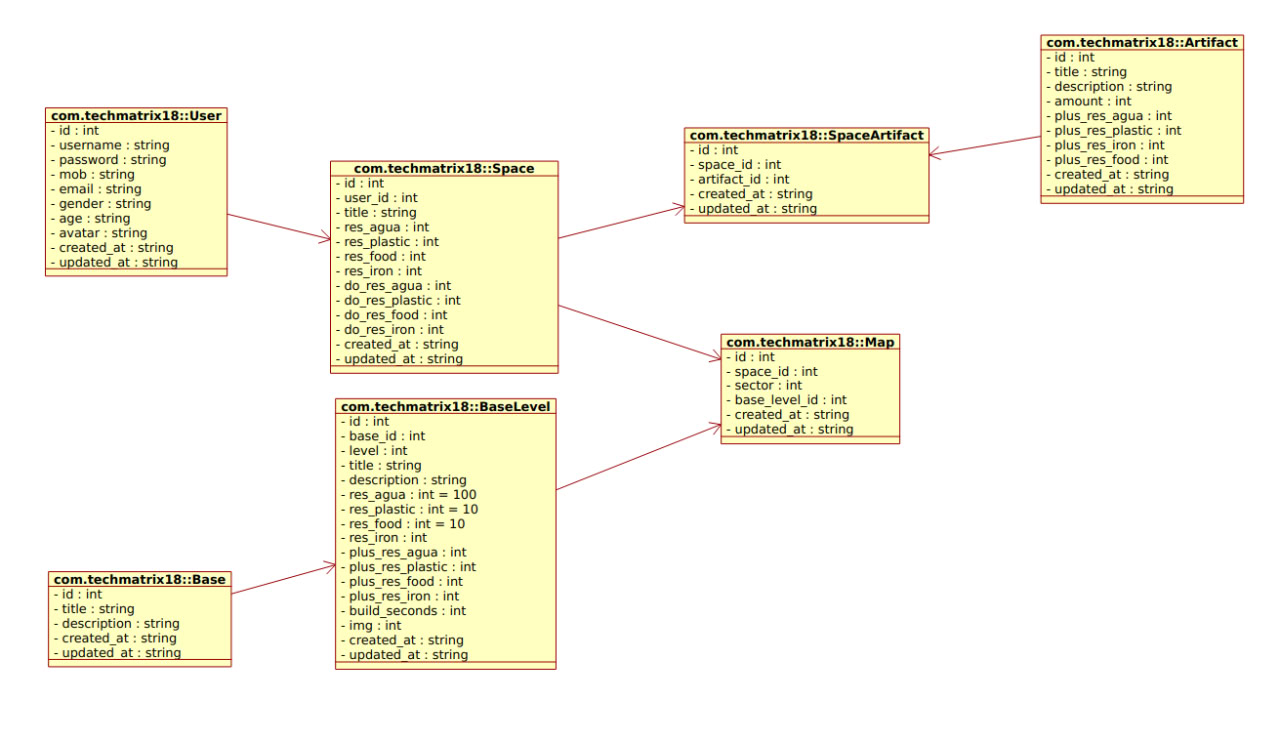 com.techmatrix18::User
- id : int
- username : string
- password : string
- mob : string
- email : string
- gender : string
- age : string
- avatar : string
- created_at : string
- updated_at : string
com.techmatrix18::Space
- id : int
- user_id : int
- title : string
- res_agua : int
- res_plastic : int
- res_food : int
- res_iron : int
- do_res_agua : int
- do_res_plastic : int
- do_res_food : int
- do_res_iron : int
- created_at : string
- updated_at : string
com.techmatrix18::SpaceArtifact
- id : int
- space_id : int
- artifact_id : int
- created_at : string
- updated_at : string
com.techmatrix18::Artifact
- id : int
- title : string
- description : string
- amount : int
- plus_res_agua : int
- plus_res_plastic : int
- plus_res_iron : int
- plus_res_food : int
- created_at : string
- updated_at : string
com.techmatrix18::Map
- id : int
- space_id : int
- sector : int
- base_level_id : int
- created_at : string
- updated_at : string
com.techmatrix18::BaseLevel
- id : int
- base_id : int
- level : int
- title : string
- description : string
- res_agua : int = 100
- res_plastic : int = 10
- res_food : int = 10
- res_iron : int
- plus_res_agua : int
- plus_res_plastic : int
- plus_res_food : int
- plus_res_iron : int
- build_seconds : int
- img : int
- created_at : string
- updated_at : string
com.techmatrix18::Base
- id : int
- title : string
- description : string
- created_at : string
- updated_at : string